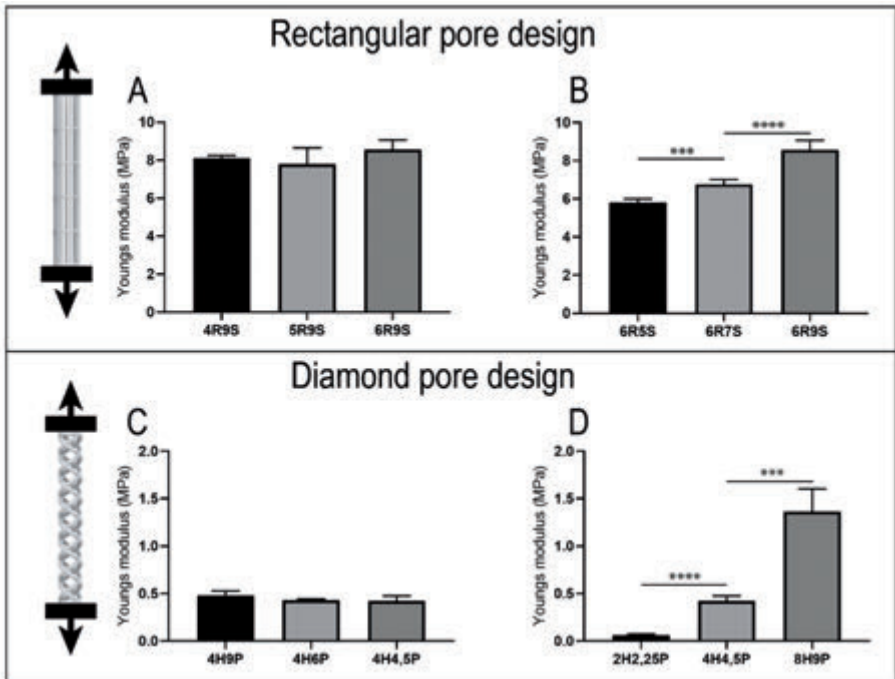 Rectangular pore design
A
Youngs modulus (MPa)
10
8
6
4
2
0
4R9S 5R9S 6R9S
B
Youngs modulus (MPa)
10
8
6
4
2
0
*** ****
6R5S 6R7S 6R9S
Diamond pore design
C
Youngs modulus (MPa)
2.0
1.5
1.0
0.5
0.0
4H9P 4H6P 4H4,5P
D
Youngs modulus (MPa)
2.0
1.5
1.0
0.5
0.0
**** ***
2H2,25P 4H4,5P 8H9P